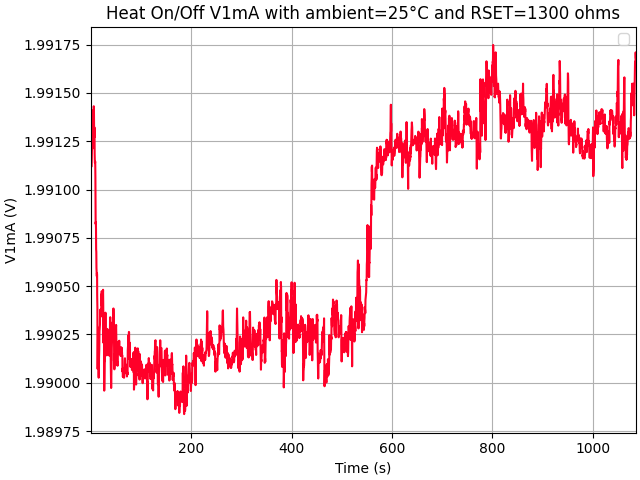 Heat On/Off V1mA with ambient=25°C and RSET=1300 ohms
1.99175
1.99150
1.99125
1.99100
1.99075
1.99050
1.99025
1.99000
1.98975
V1mA (V)
200 400 600 800 1000
Time (s)